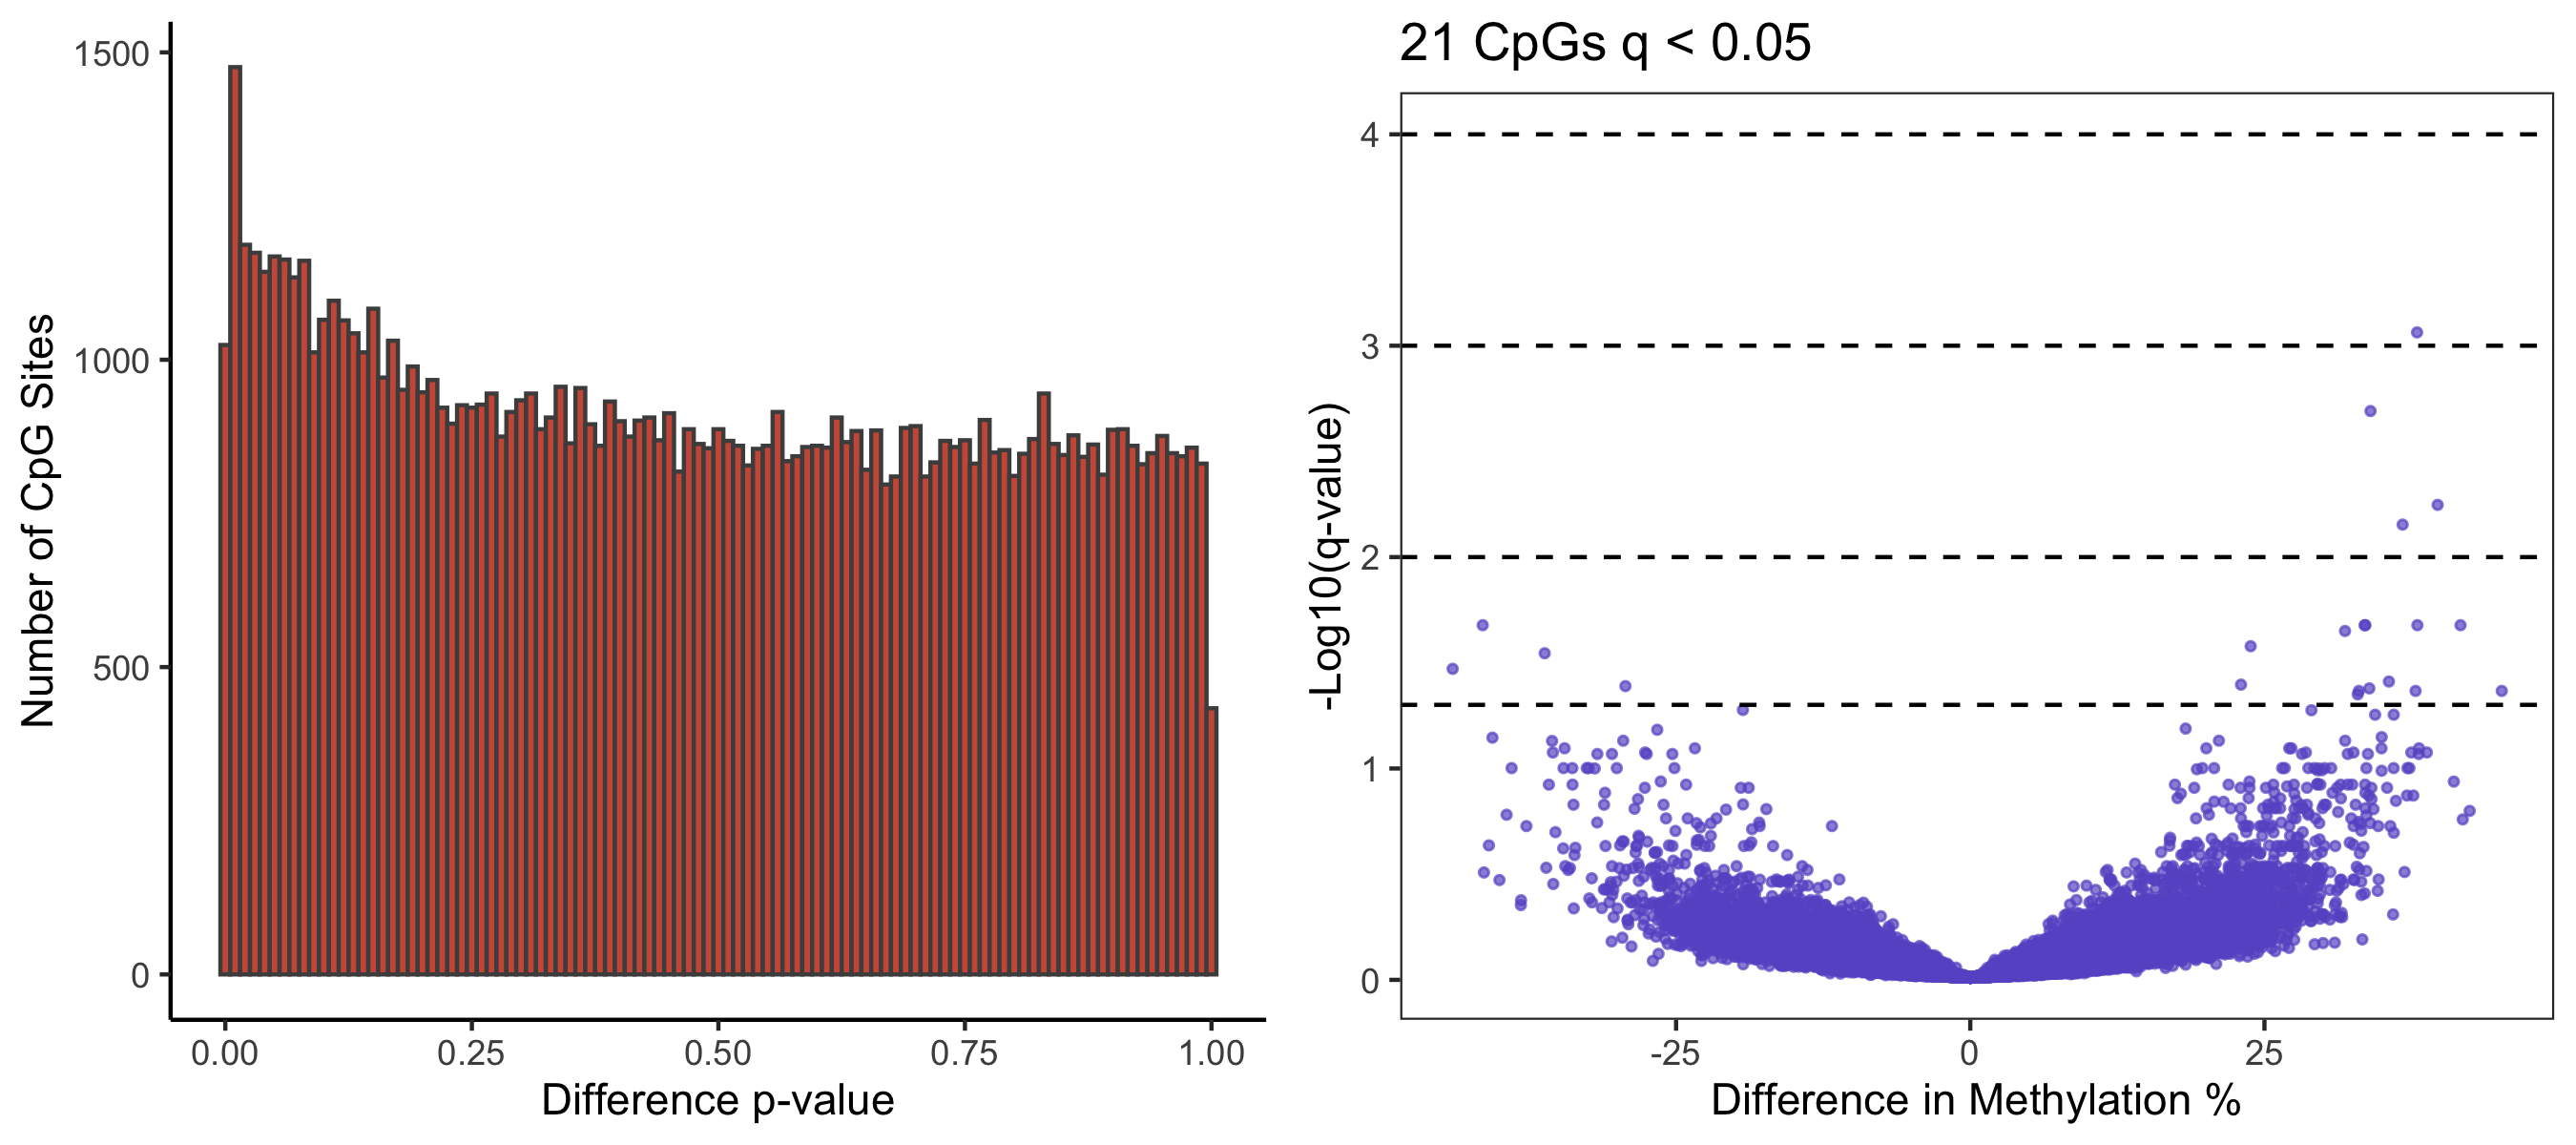 1500
1000
500
0
Number of CpG Sites
0.00 0.25 0.50 0.75 1.00
Difference p-value
21 CpGs q < 0.05
4
3
2
1
0
-Log10(q-value)
-25 0 25
Difference in Methylation %